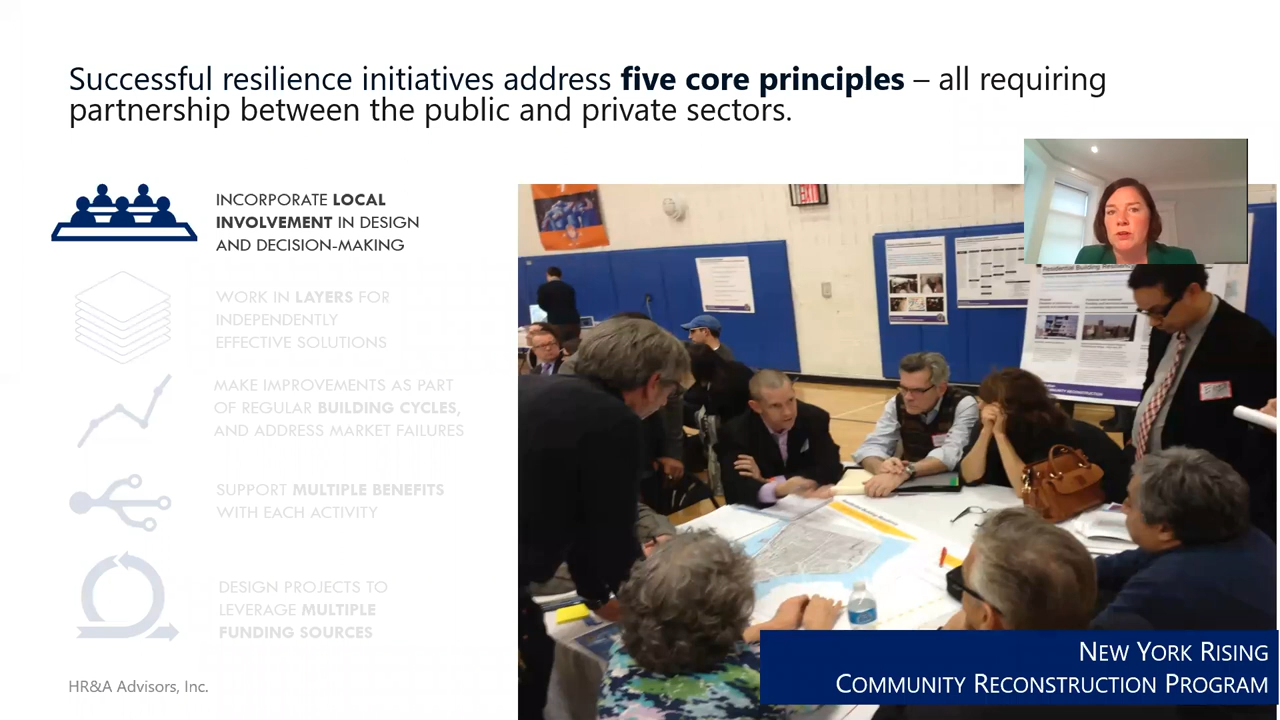 Successful resilience initiatives address five core principles – all requiring
partnership between the public and private sectors.
INCORPORATE LOCAL
INVOLVEMENT IN DESIGN
AND DECISION-MAKING
WORK IN LAYERS FOR
INDEPENDENTLY
EFFECTIVE SOLUTIONS
MAKE IMPROVEMENTS AS PART
OF REGULAR BUILDING CYCLES,
AND ADDRESS MARKET FAILURES
SUPPORT MULTIPLE BENEFITS
WITH EACH ACTIVITY
DESIGN PROJECTS TO
LEVERAGE MULTIPLE
FUNDING SOURCES
HR&A Advisors, Inc.
Residential Building
NEW YORK RISING
COMMUNITY RECONSTRUCTION PROGRAM